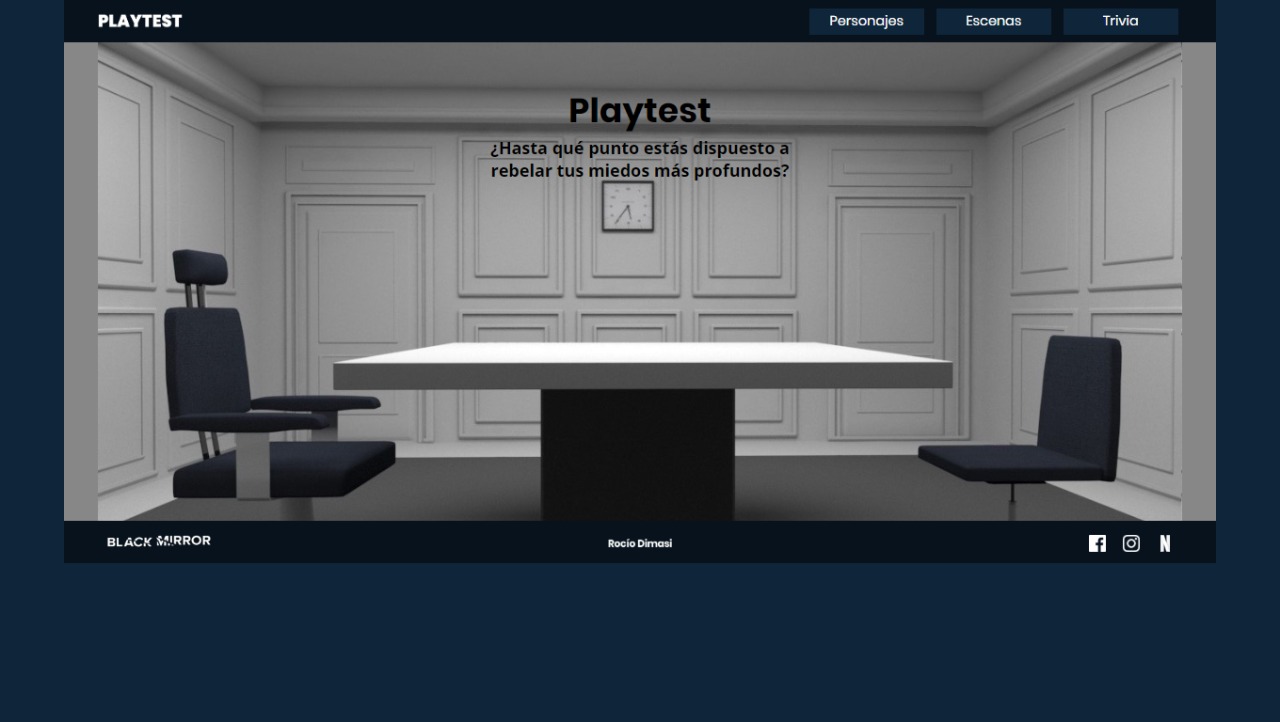 PLAYTEST
Personajes
Escenas
Trivia
Playtest
¿Hasta qué punto estás dispuesto a
rebelar tus miedos más profundos?
BLACK MIRROR
Rocío Dimasi